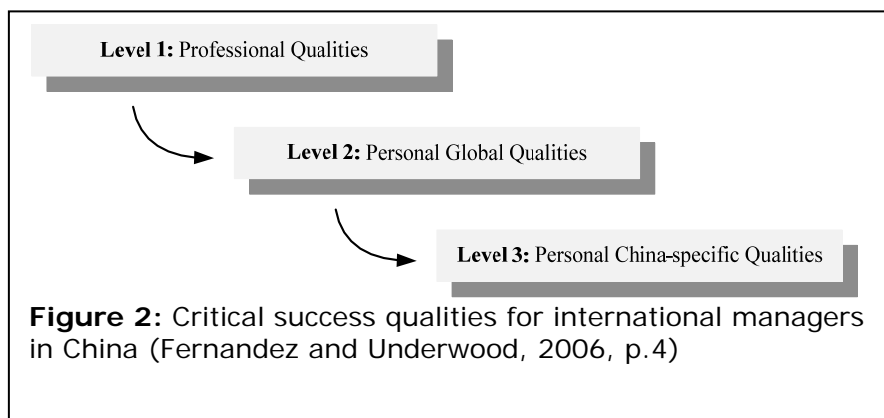 Level 1: Professional Qualities
Level 2: Personal Global Qualities
Level 3: Personal China-specific Qualities
Figure 2: Critical success qualities for international managers
in China (Fernandez and Underwood, 2006, p.4)